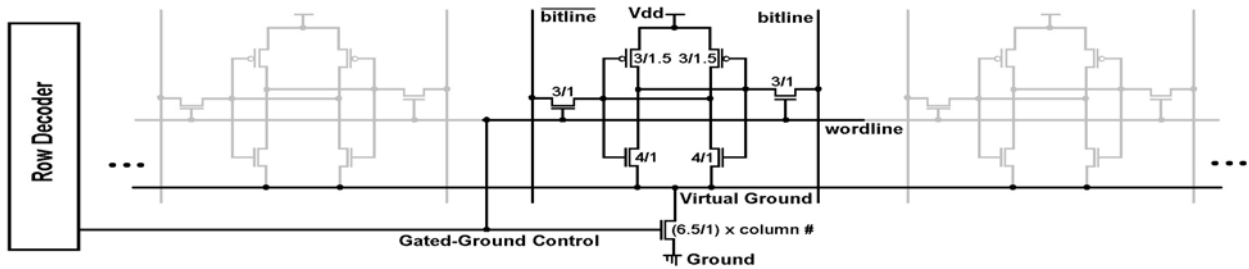 bitline
Vdd
bitline
3/1.5
3/1.5
3/1
3/1
wordline
Row Decoder
4/1
4/1
...
...
Virtual Ground
(6.5/1) x column #
Gated-Ground Control
Ground